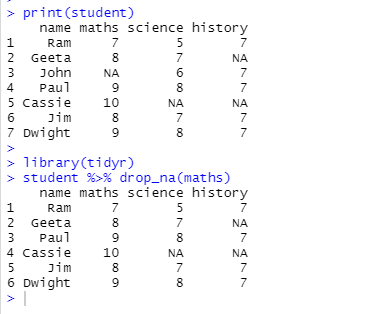 > print(student)
    name maths science history
1    Ram     7       5       7
2  Geeta     8       7      NA
3   John    NA       6       7
4   Paul     9       8       7
5 Cassie    10      NA      NA
6    Jim     8       7       7
7 Dwight     9       8       7
>
> library(tidyr)
> student %>% drop_na(maths)
    name maths science history
1    Ram     7       5       7
2  Geeta     8       7      NA
3   Paul     9       8       7
4 Cassie    10      NA      NA
5    Jim     8       7       7
6 Dwight     9       8       7
>